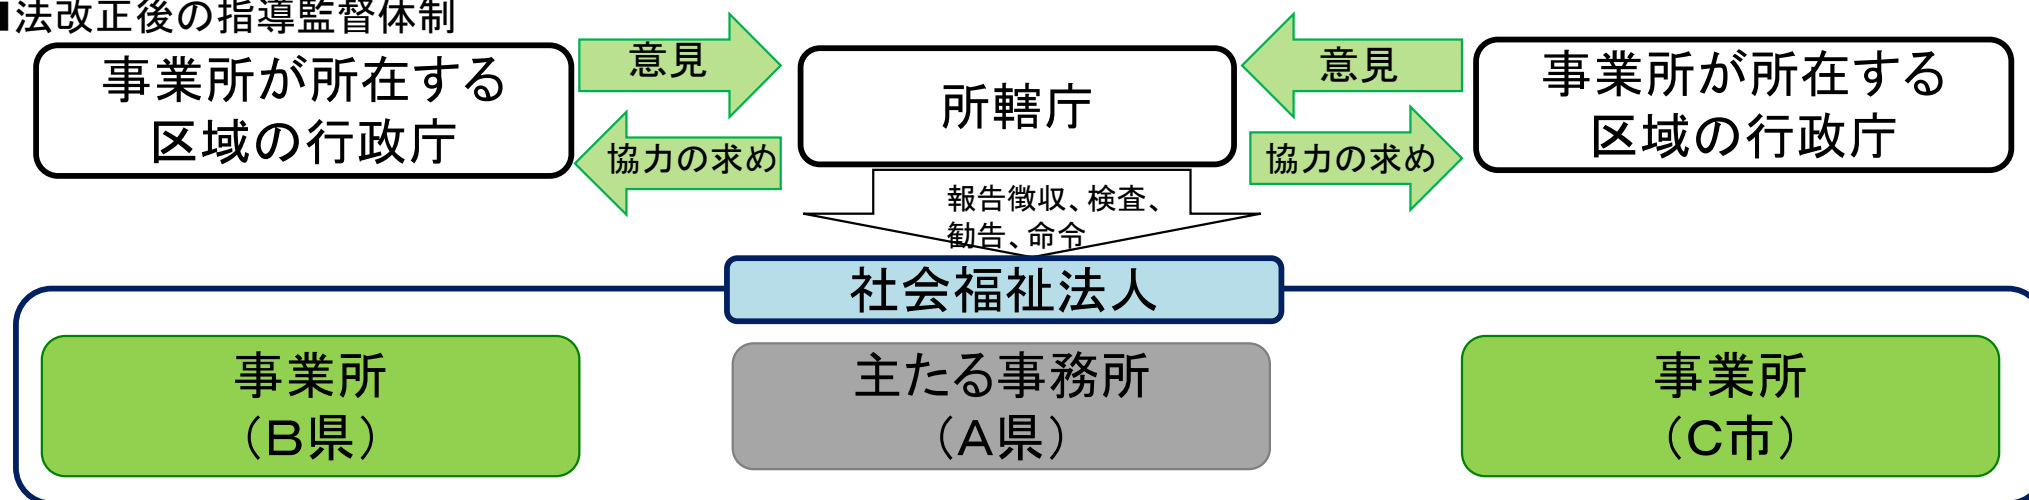 ■法改正後の指導監督体制
事業所が所在する
区域の行政庁
意見
協力の求め
所轄庁
意見
協力の求め
事業所が所在する
区域の行政庁
報告徴収、検査、
勧告、命令
社会福祉法人
事業所
（B県）
主たる事務所
（A県）
事業所
（C市）